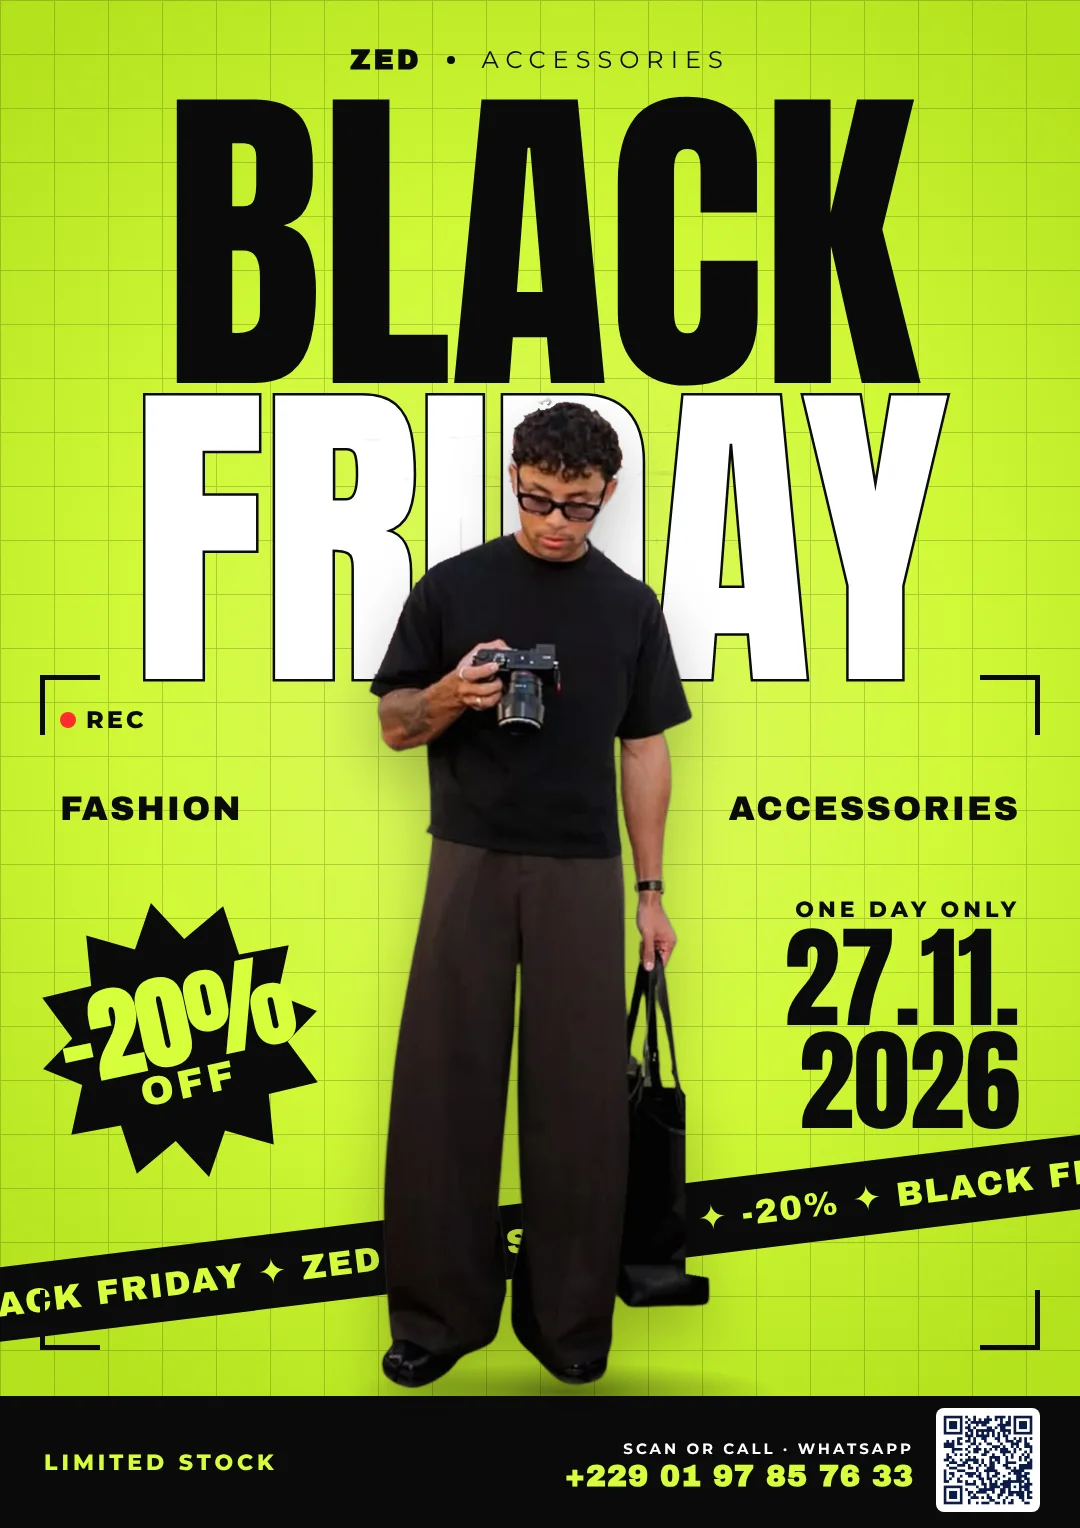 ZED • ACCESSORIES
BLACK
FRIDAY
REC
FASHION
ACCESSORIES
ONE DAY ONLY
27.11.
2026
-20%
OFF
ACK FRIDAY ✦ ZED S ✦ -20% ✦ BLACK F
LIMITED STOCK
SCAN OR CALL · WHATSAPP
+229 01 97 85 76 33